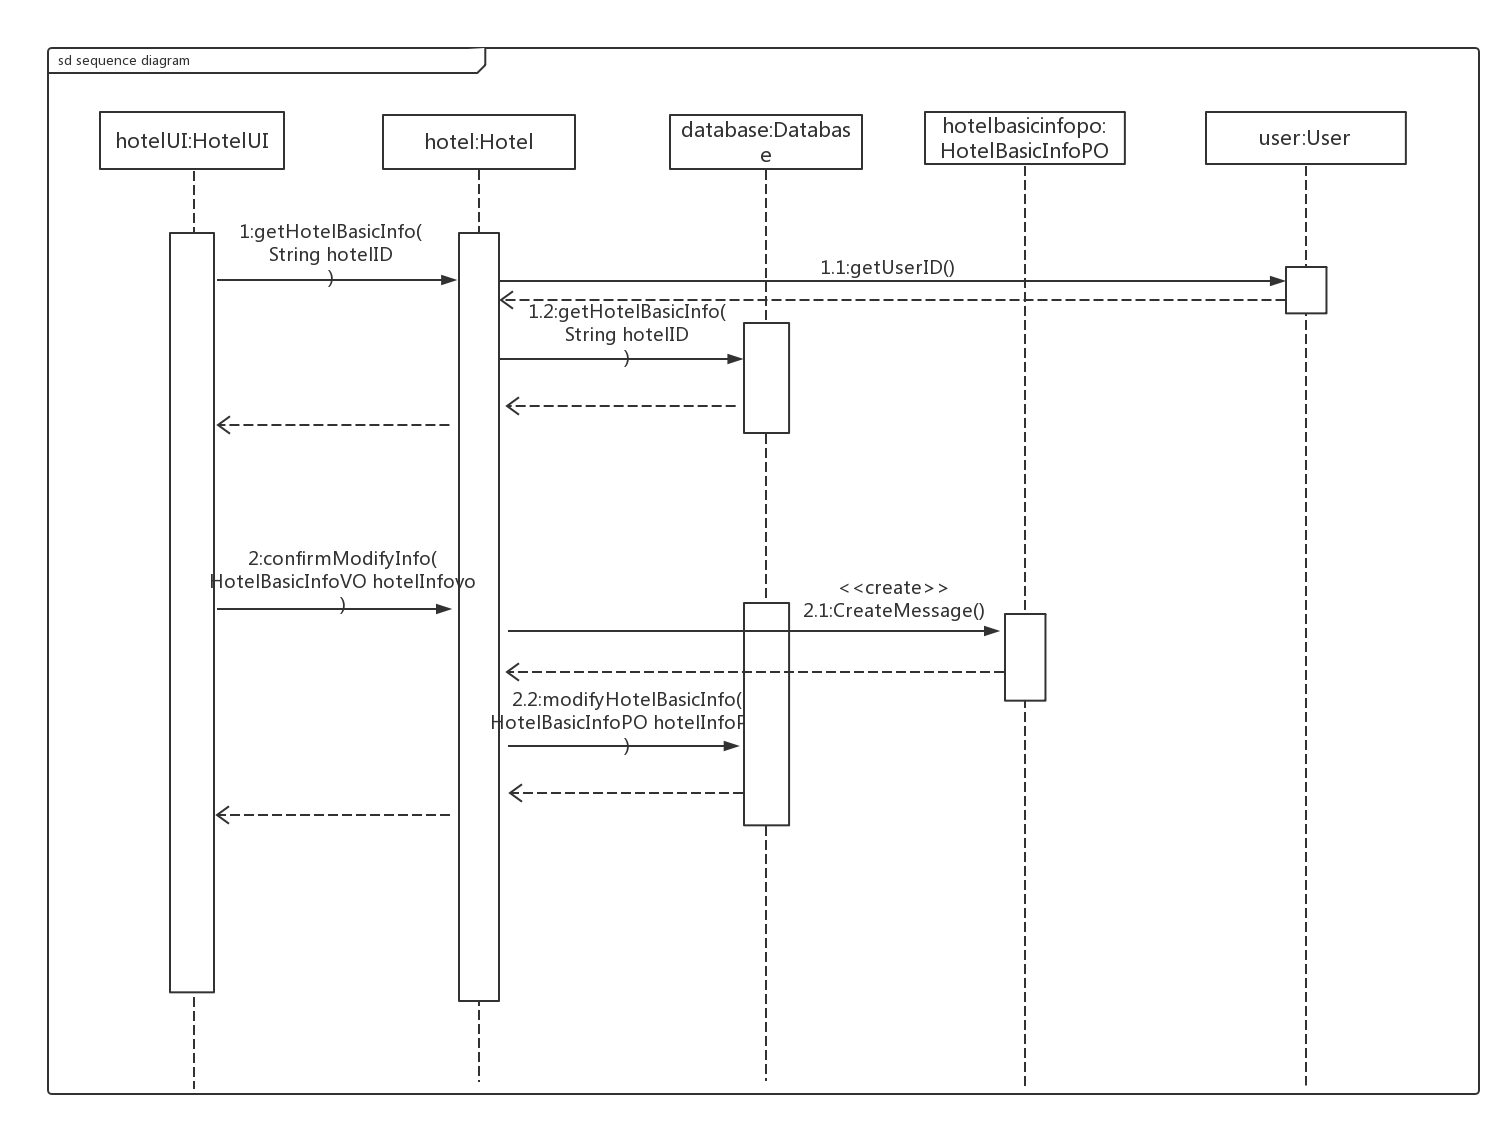 sd sequence diagram
hotelUI:HotelUI
hotel:Hotel
database:Databas
e
hotelbasicinfopo:
HotelBasicInfoPO
user:User
1:getHotelBasicInfo(
String hotelID
)
1.1:getUserID()
1.2:getHotelBasicInfo(
String hotelID
)
2:confirmModifyInfo(
HotelBasicInfoVO hotelInfovo
)
<<create>>
2.1:CreateMessage()
2.2:modifyHotelBasicInfo(
HotelBasicInfoPO
)